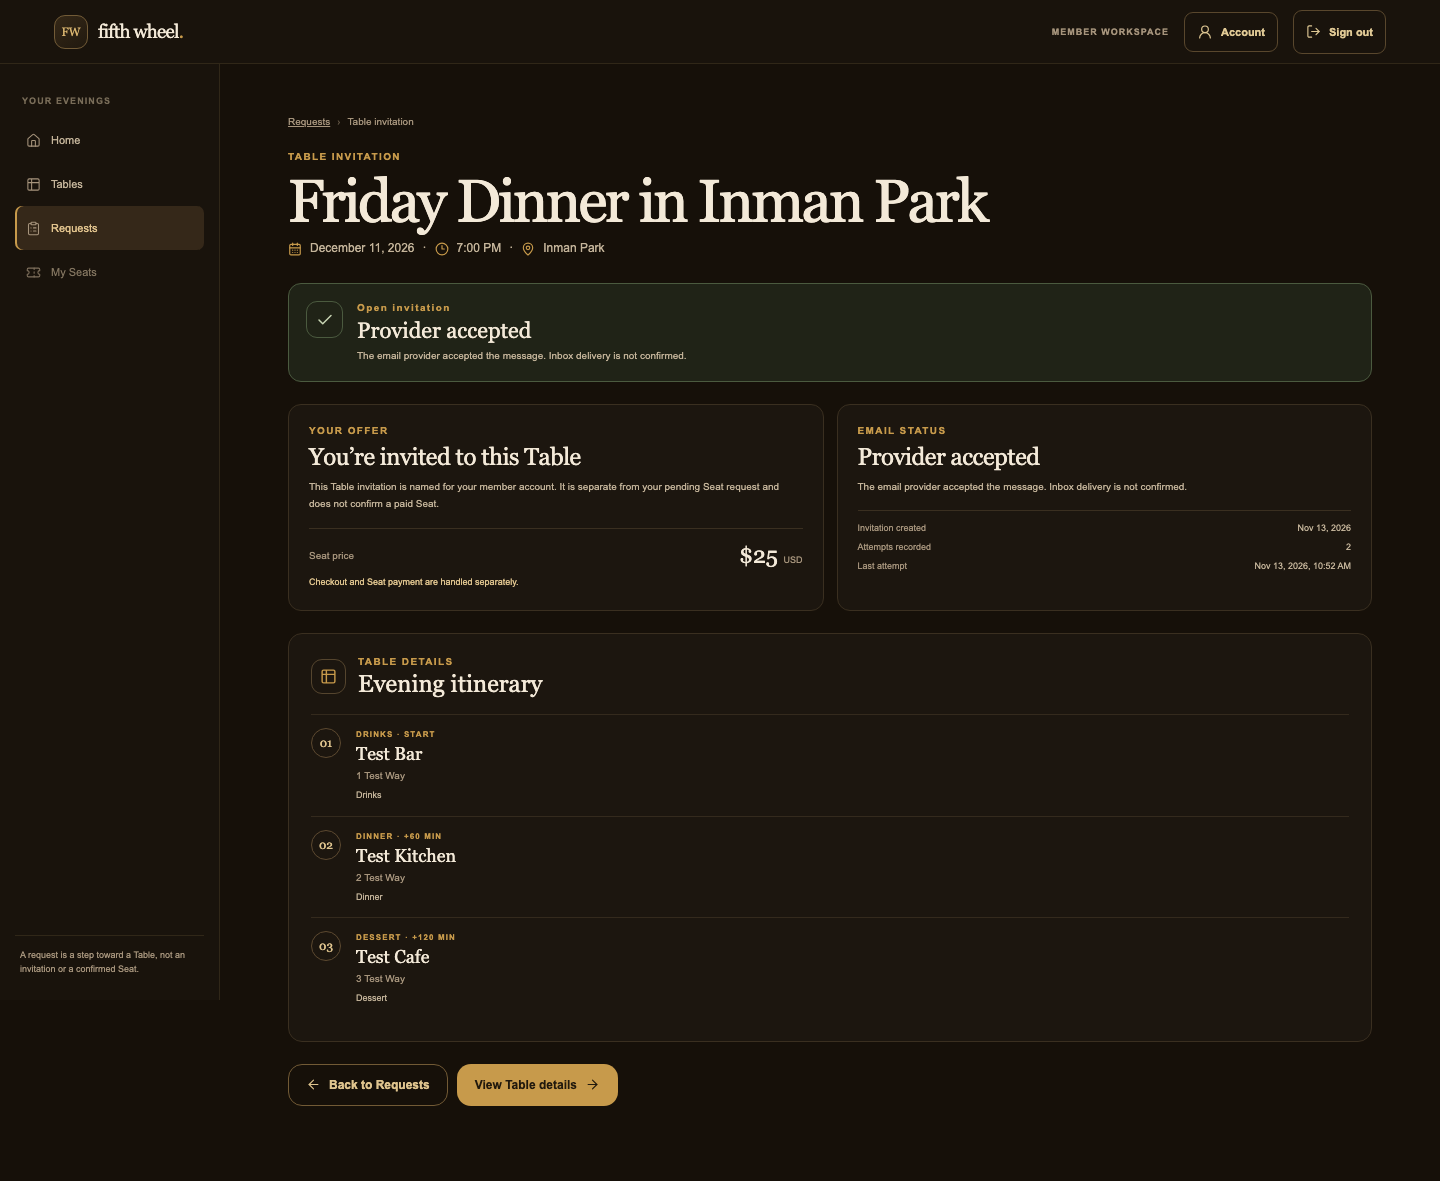 FW
fifth wheel.
MEMBER WORKSPACE
Account
Sign out
YOUR EVENINGS
Home
Tables
Requests
My Seats
A request is a step toward a Table, not an
invitation or a confirmed Seat.
Requests › Table invitation
TABLE INVITATION
Friday Dinner in Inman Park
December 11, 2026 · 7:00 PM · Inman Park
Open invitation
Provider accepted
The email provider accepted the message. Inbox delivery is not confirmed.
YOUR OFFER
You’re invited to this Table
This Table invitation is named for your member account. It is separate from your pending Seat request and
does not confirm a paid Seat.
Seat price
$25 USD
Checkout and Seat payment are handled separately.
EMAIL STATUS
Provider accepted
The email provider accepted the message. Inbox delivery is not confirmed.
Invitation created Nov 13, 2026
Attempts recorded 2
Last attempt Nov 13, 2026, 10:52 AM
TABLE DETAILS
Evening itinerary
01
DRINKS · START
Test Bar
1 Test Way
Drinks
02
DINNER · +60 MIN
Test Kitchen
2 Test Way
Dinner
03
DESSERT · +120 MIN
Test Cafe
3 Test Way
Dessert
Back to Requests
View Table details